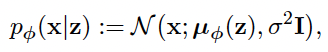 p_ϕ(x|z) := 𝒩(x; μ_ϕ(z), σ²I),